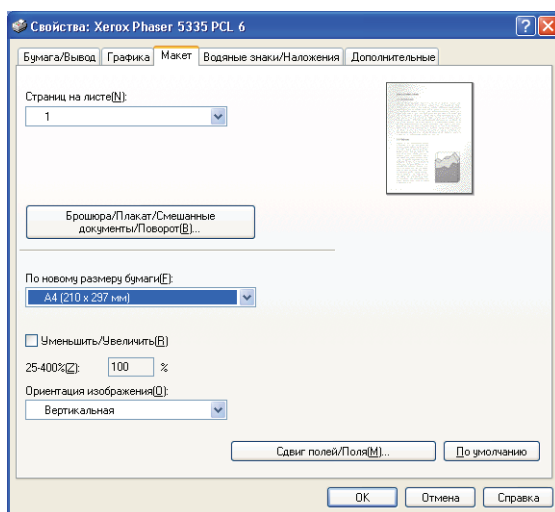 Свойства: Xerox Phaser 5335 PCL 6
Бумага/Вывод Графика Макет Водяные знаки/Наложения Дополнительные
Страниц на листе(N):
1
Брошюра/Плакат/Смешанные
документы/Поворот(B)...
По новому размеру бумаги(F):
A4 (210 x 297 мм)
Уменьшить/Увеличить(R)
25-400%(Z): 100 %
Ориентация изображения(O):
Вертикальная
Сдвиг полей/Поля(M)... По умолчанию
OK Отмена Справка